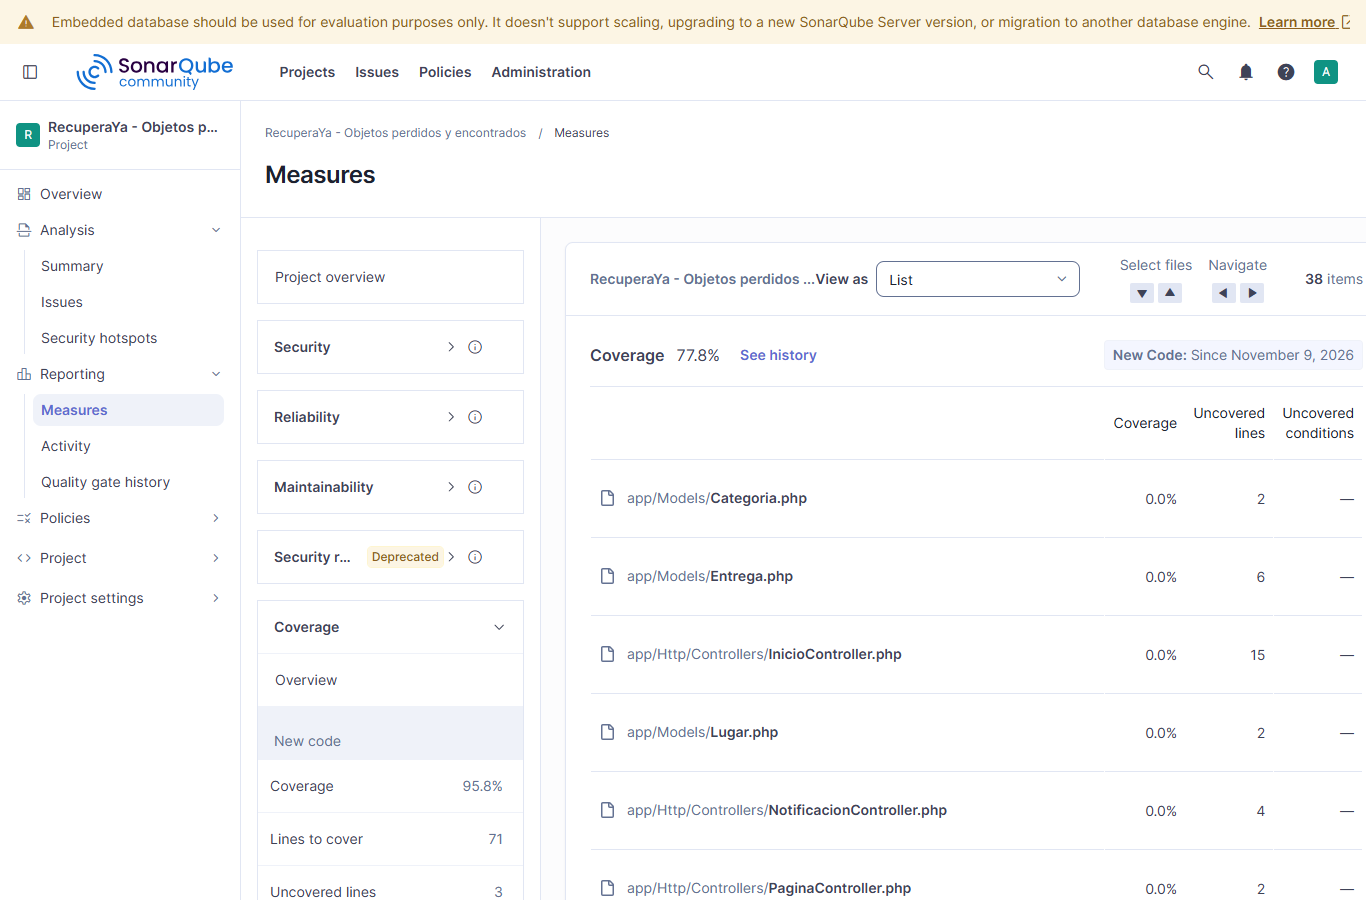 Embedded database should be used for evaluation purposes only. It doesn't support scaling, upgrading to a new SonarQube Server version, or migration to another database engine. Learn more
SonarQube community
Projects Issues Policies Administration
A
R
RecuperaYa - Objetos p...
Project
Overview
Analysis
Summary
Issues
Security hotspots
Reporting
Measures
Activity
Quality gate history
Policies
Project
Project settings
RecuperaYa - Objetos perdidos y encontrados / Measures
Measures
Project overview
Security
Reliability
Maintainability
Security r... Deprecated
Coverage
Overview
New code
Coverage 95.8%
Lines to cover 71
Uncovered lines 3
RecuperaYa - Objetos perdidos ... View as List
Select files Navigate
38 items
Coverage 77.8% See history
New Code: Since November 9, 2026
Coverage Uncovered lines Uncovered conditions
app/Models/Categoria.php 0.0% 2 —
app/Models/Entrega.php 0.0% 6 —
app/Http/Controllers/InicioController.php 0.0% 15 —
app/Models/Lugar.php 0.0% 2 —
app/Http/Controllers/NotificacionController.php 0.0% 4 —
app/Http/Controllers/PaginaController.php 0.0% 2 —